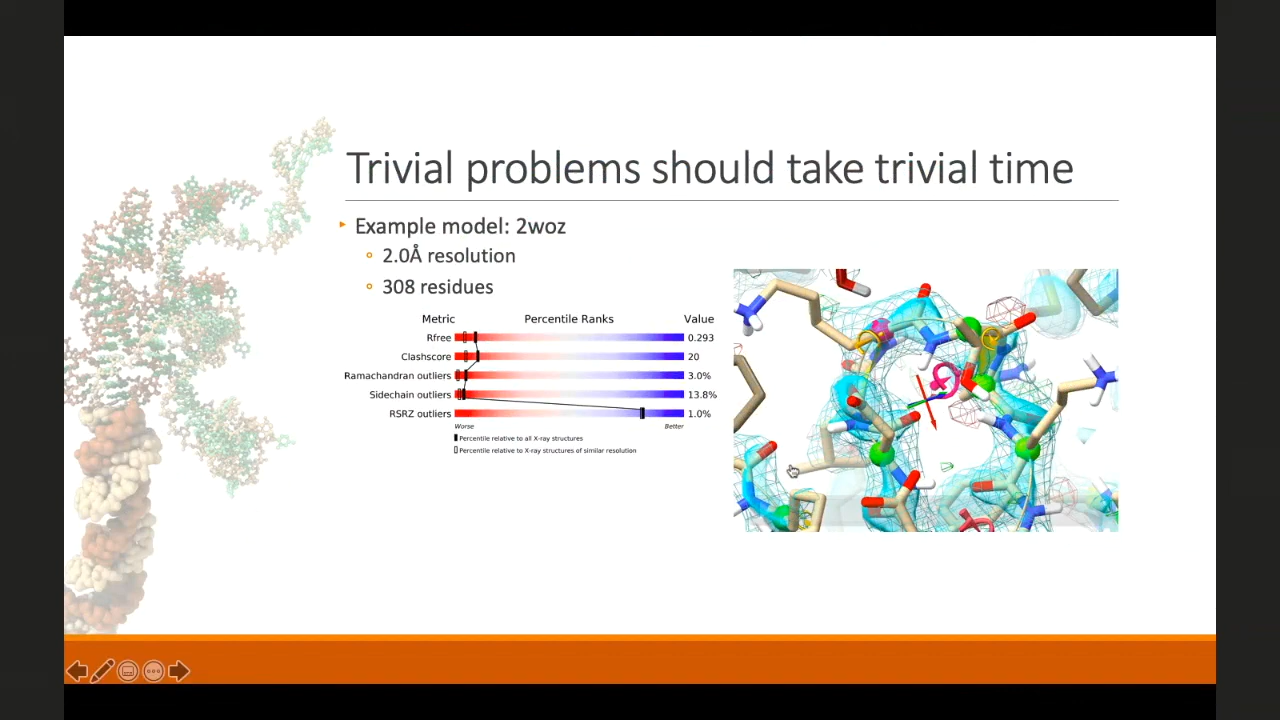 Trivial problems should take trivial time
Example model: 2woz
2.0Å resolution
308 residues
Metric Percentile Ranks Value
Rfree 0.293
Clashscore 20
Ramachandran outliers 3.0%
Sidechain outliers 13.8%
RSRZ outliers 1.0%
Worse Better
Percentile relative to all X-ray structures
Percentile relative to X-ray structures of similar resolution